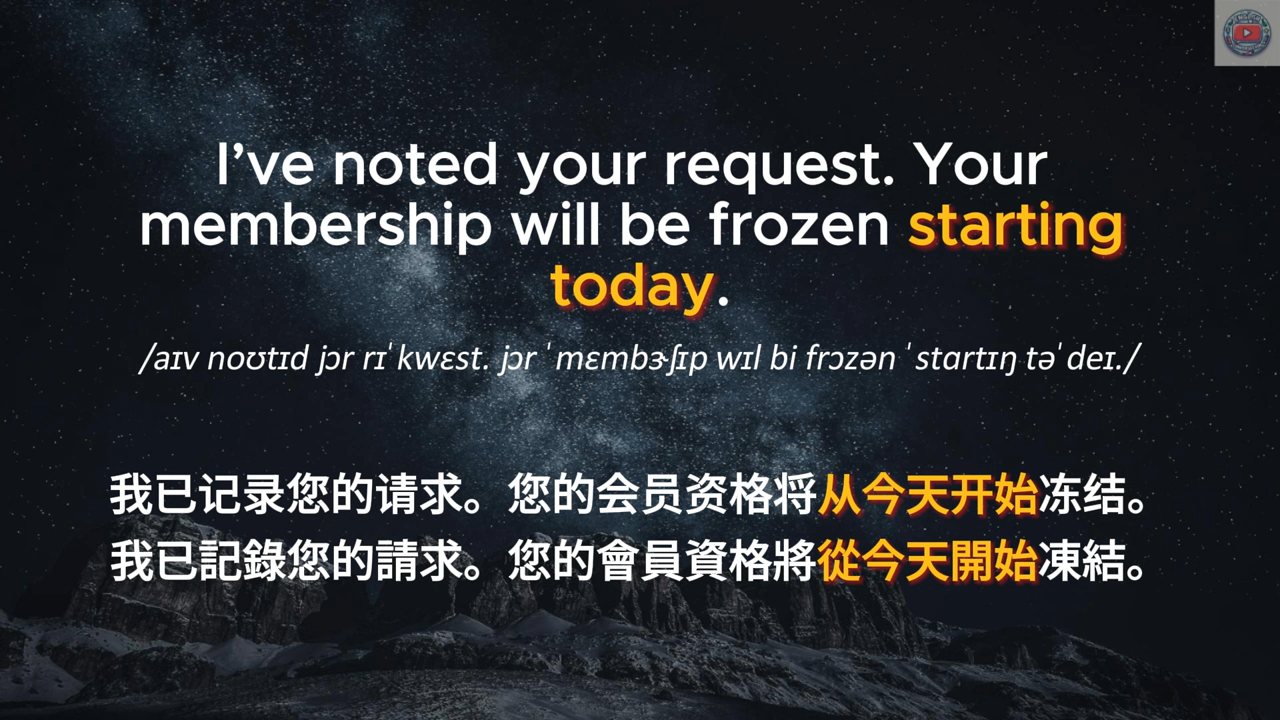 I’ve noted your request. Your
membership will be frozen starting
today.
/aɪv noʊtɪd jɔr rɪˈkwɛst. jɔr ˈmɛmbɝʃɪp wɪl bi frɔzən ˈstɑrtɪŋ təˈdeɪ./
我已记录您的请求。您的会员资格将从今天开始冻结。
我已記錄您的請求。您的會員資格將從今天開始凍結。